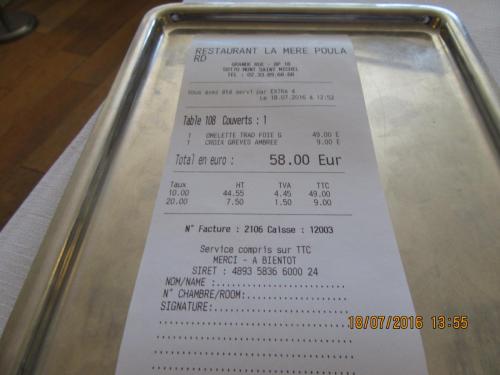 RESTAURANT LA MERE POULA
RD
GRANDE RUE - BP 18
50170 MONT SAINT MICHEL
TEL : 02.33.89.68.68
Vous avez été servi par EXTRA 4
Le 18.07.2016 à 13:52
Table 108 Couverts : 1
1 OMELETTE TRAD FOIE G 49.00 E
1 CROIX GREVES AMBREE 9.00 E
Total en euro : 58.00 Eur
Taux HT TVA TTC
10.00 44.55 4.45 49.00
20.00 7.50 1.50 9.00
N° Facture : 2106 Caisse : 12003
Service compris sur TTC
MERCI - A BIENTOT
SIRET : 4893 5836 6000 24
NOM/NAME :
N° CHAMBRE/ROOM:
SIGNATURE:
18/07/2016 13:55